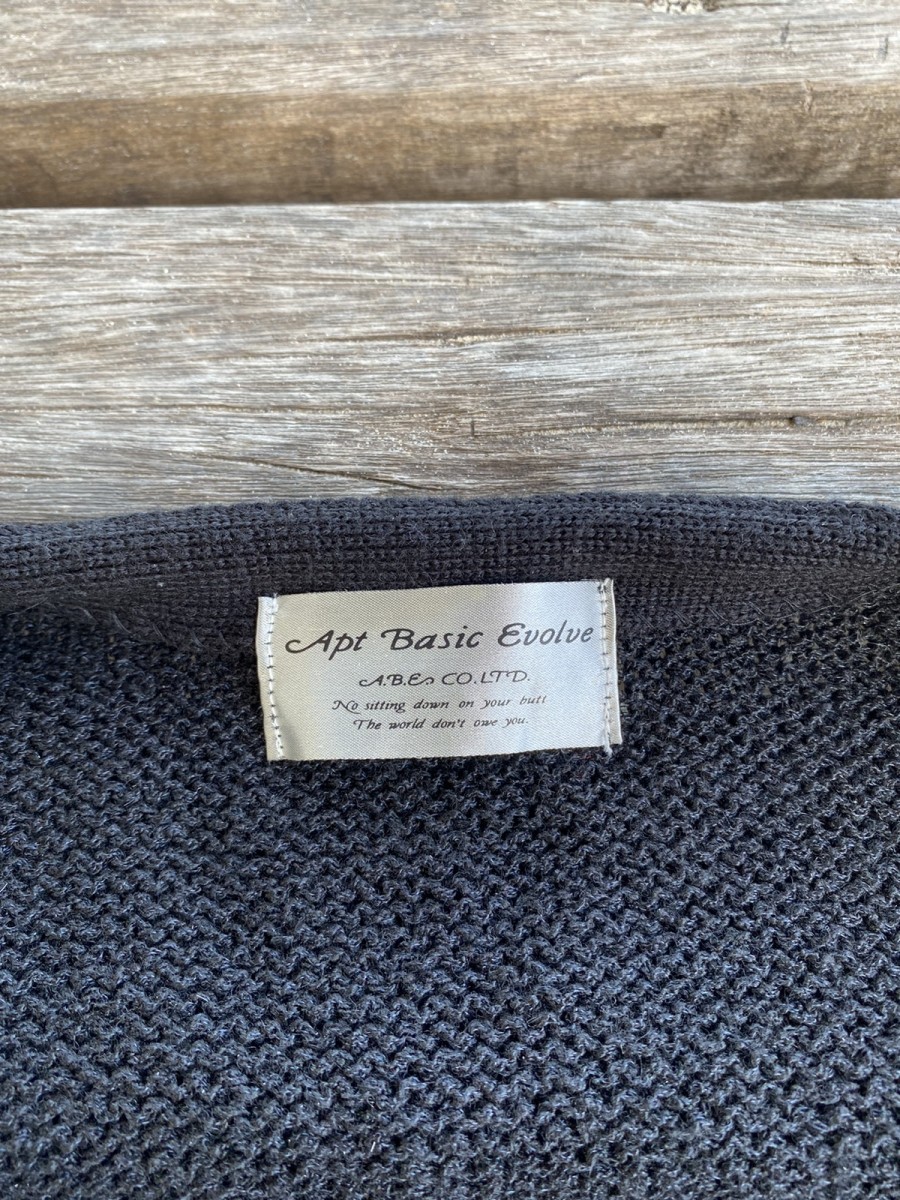 Apt Basic Evolve
A.B.E. CO.LTD.
No sitting down on your butt
The world don't owe you.